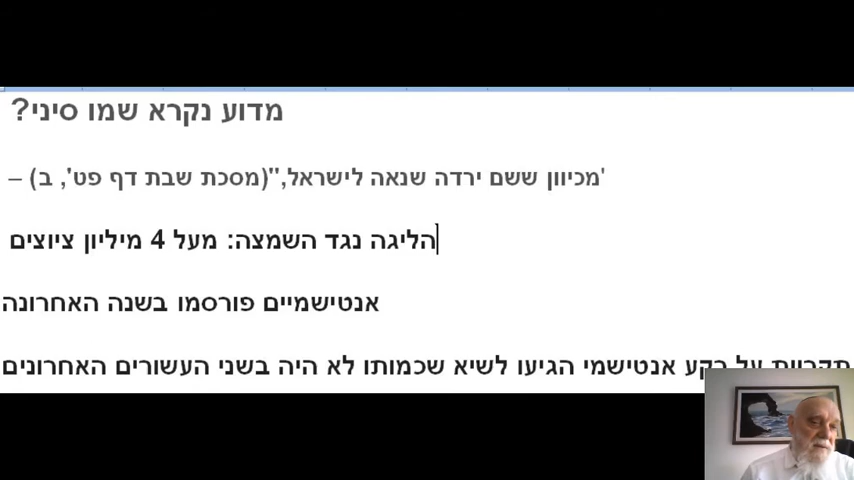 מדוע נקרא שמו סיני?
'מכיוון ששם ירדה שנאה לישראל,"(מסכת שבת דף פט', ב) –
הליגה נגד השמצה: מעל 4 מיליון ציוצים
אנטישמיים פורסמו בשנה האחרונה
תקריות על רקע אנטישמי הגיעו לשיא שכמותו לא היה בשני העשורים האחרונים